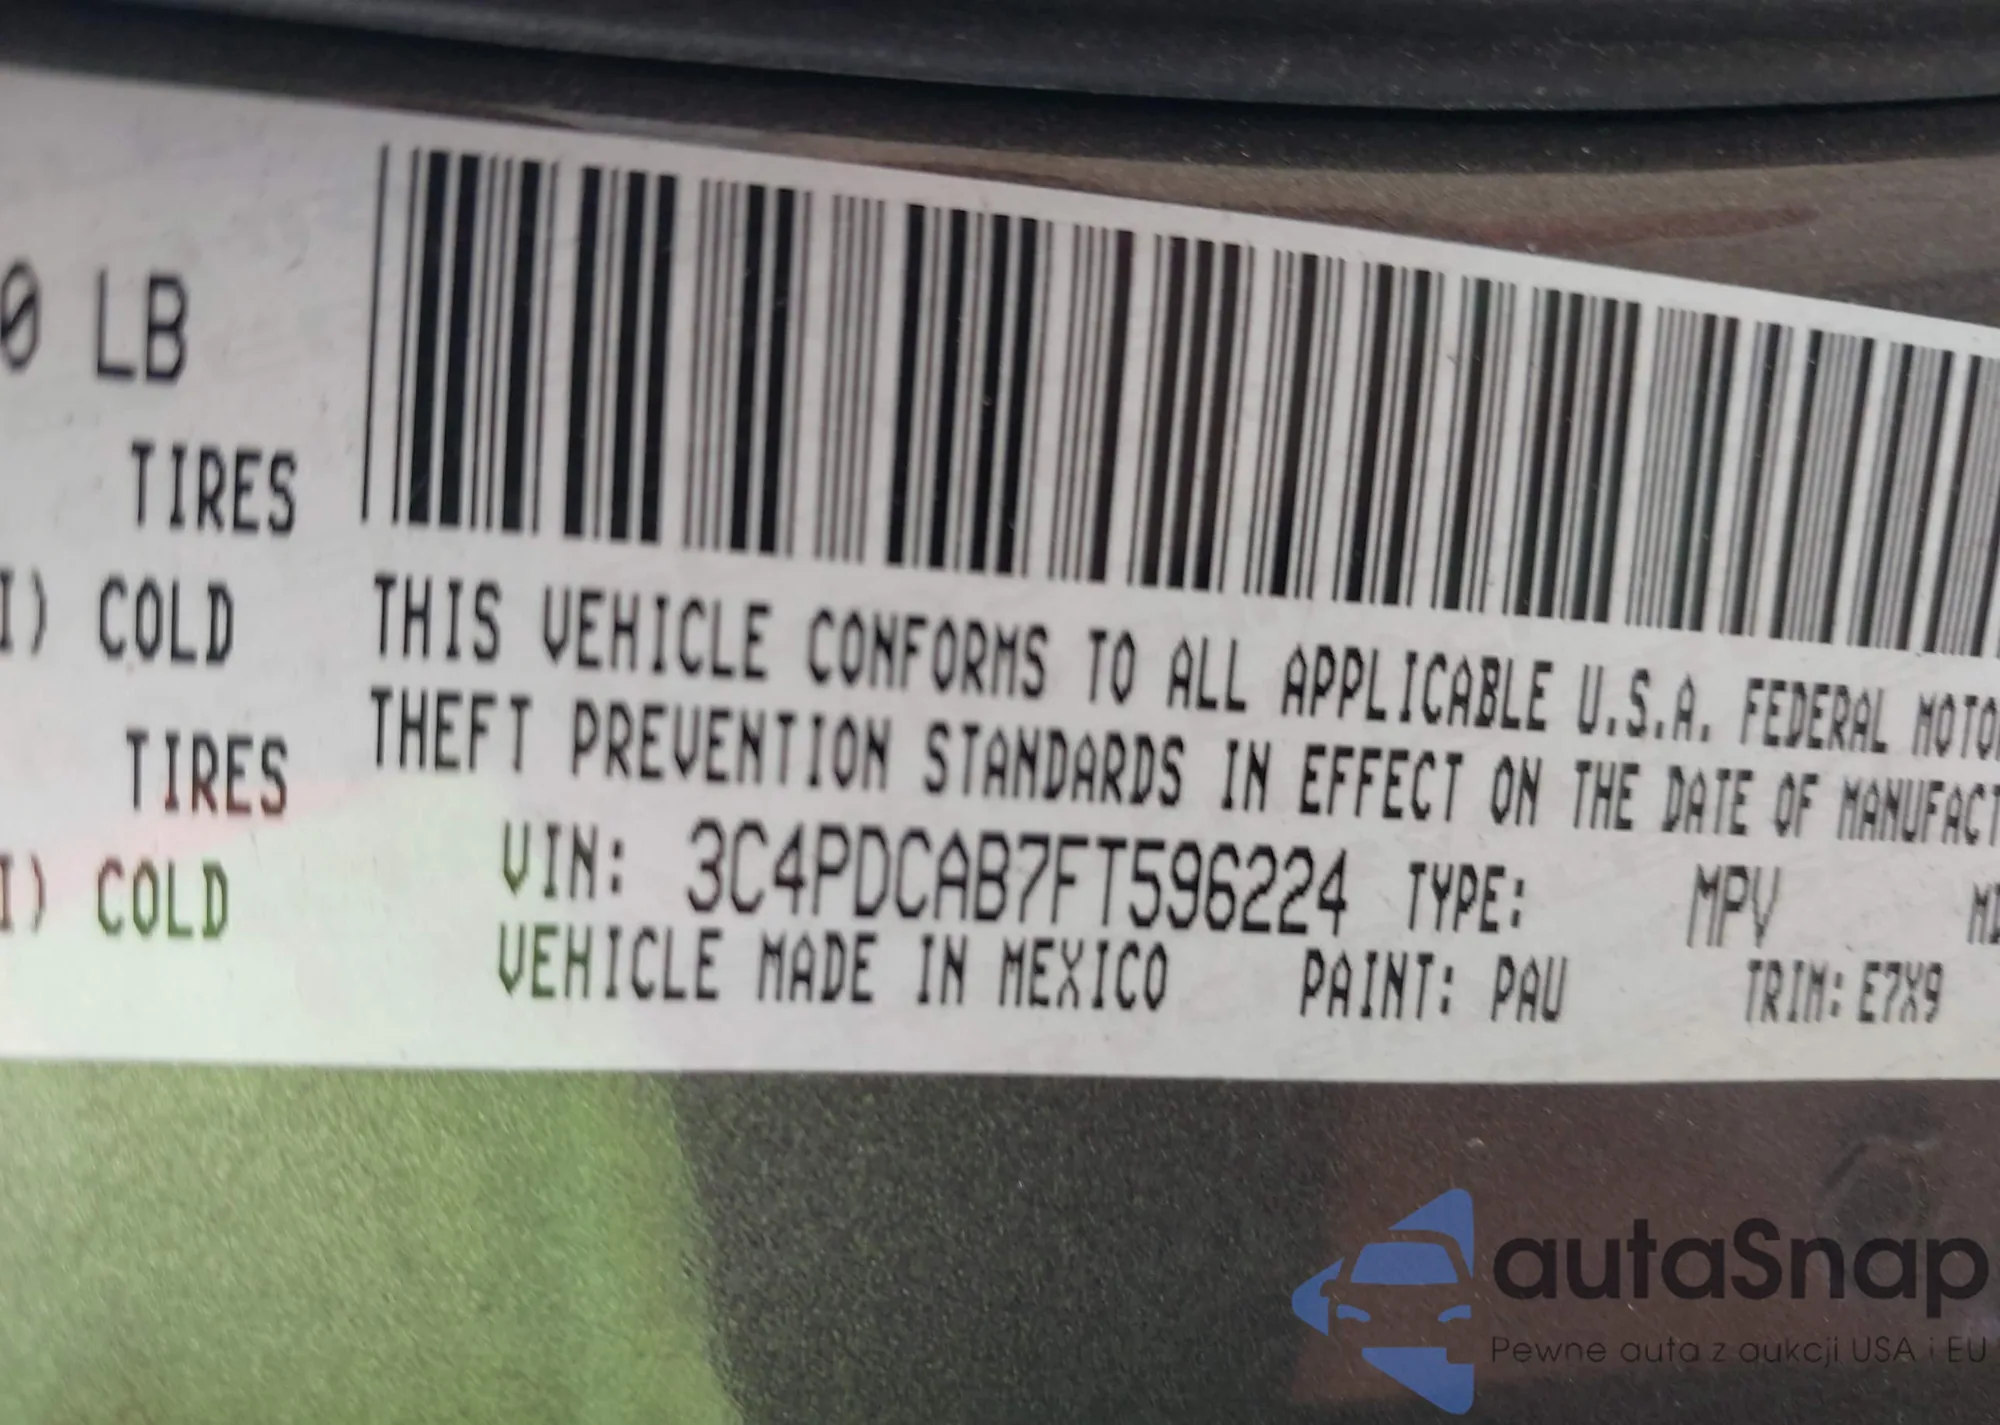 0 LB
TIRES
I) COLD
TIRES
I) COLD
THIS VEHICLE CONFORMS TO ALL APPLICABLE U.S.A. FEDERAL MOTO
THEFT PREVENTION STANDARDS IN EFFECT ON THE DATE OF MANUFACT
VIN: 3C4PDCAB7FT596224 TYPE: MPV
VEHICLE MADE IN MEXICO PAINT: PAU TRIM: E7X9
autaSnap
Pewne auta z aukcji USA i EU